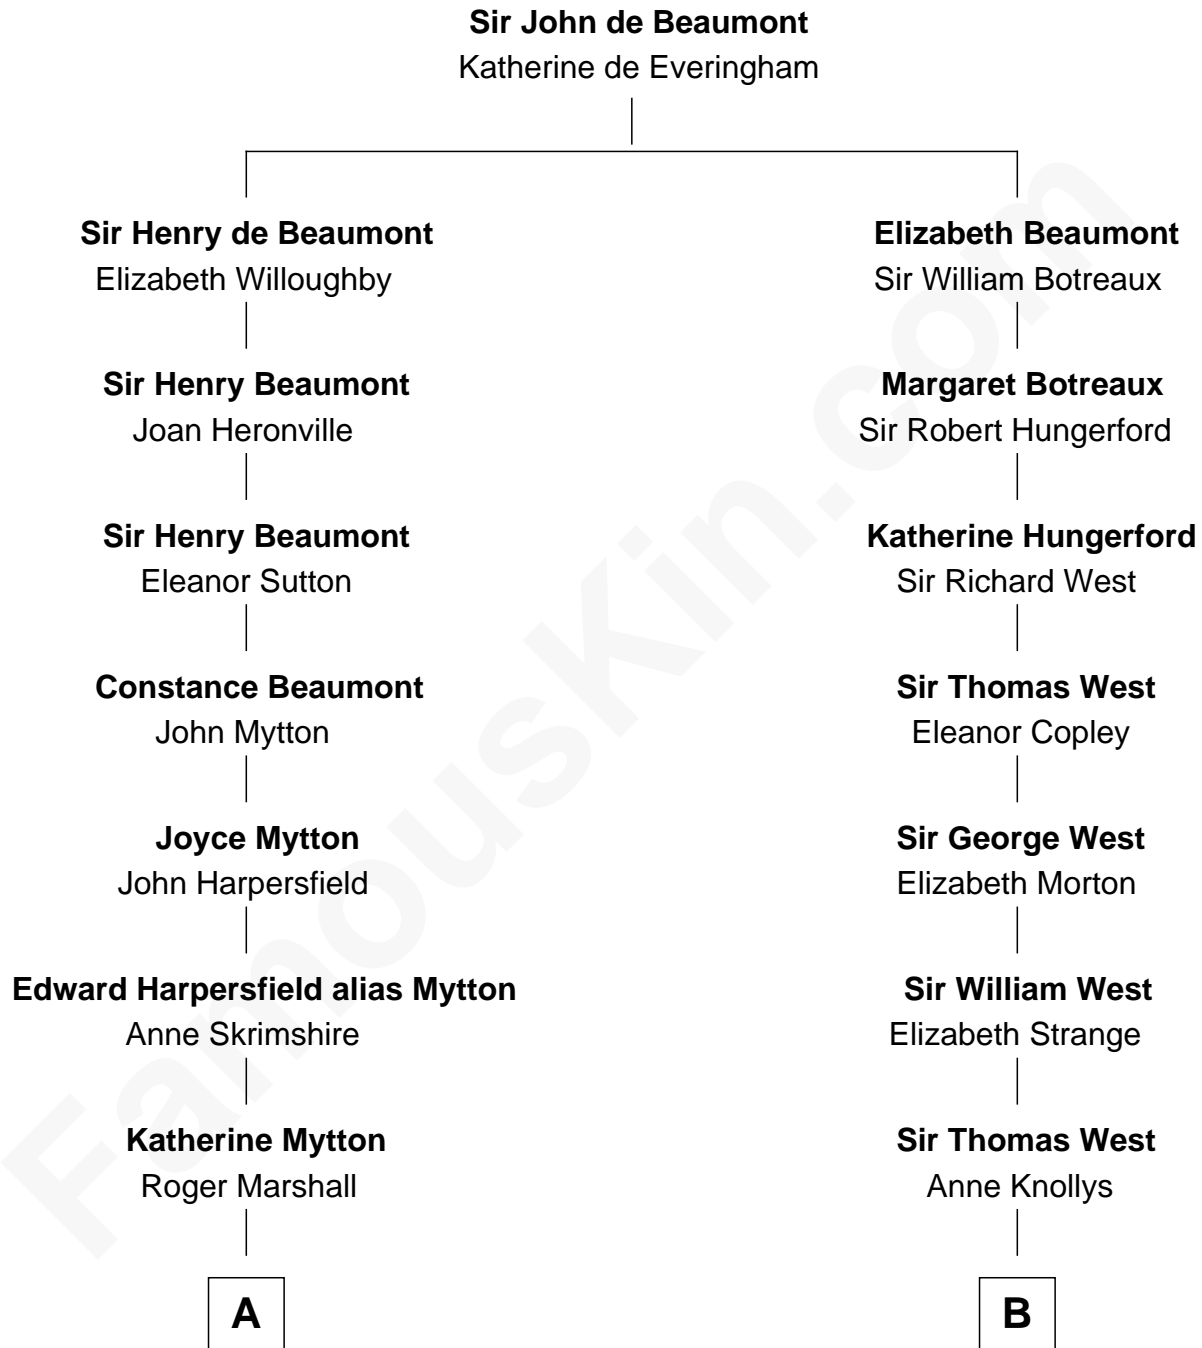 Sir John de Beaumont
Katherine de Everingham
Sir Henry de Beaumont
Elizabeth Willoughby
Elizabeth Beaumont
Sir William Botreaux
Sir Henry Beaumont
Joan Heronville
Margaret Botreaux
Sir Robert Hungerford
Sir Henry Beaumont
Eleanor Sutton
Katherine Hungerford
Sir Richard West
Constance Beaumont
John Mytton
Sir Thomas West
Eleanor Copley
Joyce Mytton
John Harpersfield
Sir George West
Elizabeth Morton
Edward Harpersfield alias Mytton
Anne Skrimshire
Sir William West
Elizabeth Strange
Katherine Mytton
Roger Marshall
Sir Thomas West
Anne Knollys
A
B
FamousKin.com